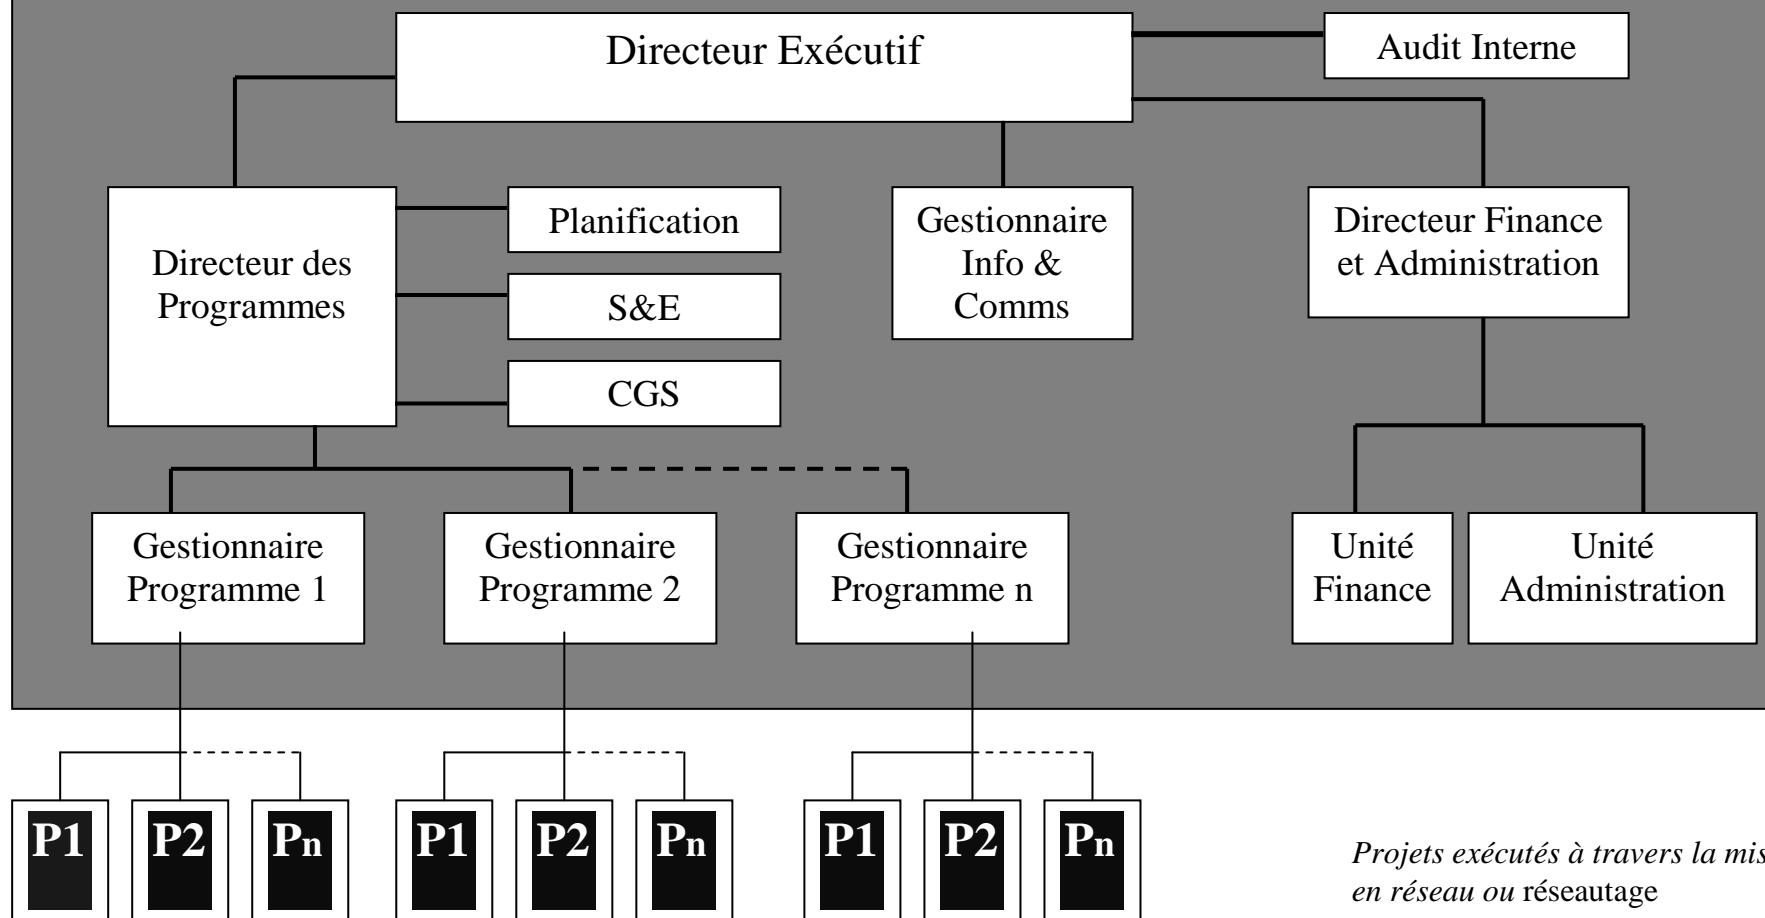 Directeur Exécutif
Audit Interne
Directeur des
Programmes
Planification
S&E
CGS
Gestionnaire
Info &
Comms
Directeur Finance
et Administration
Gestionnaire
Programme 1
Gestionnaire
Programme 2
Gestionnaire
Programme n
Unité
Finance
Unité
Administration
P1
P2
Pn
P1
P2
Pn
P1
P2
Pn
Projets exécutés à travers la mis
en réseau ou réseautage